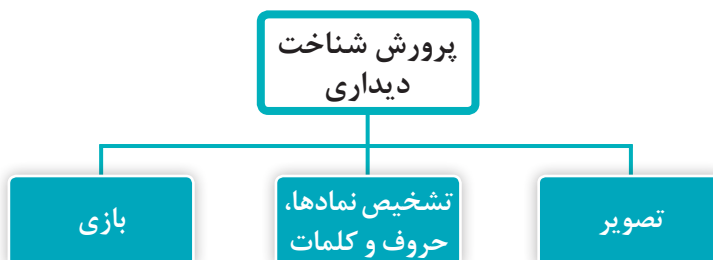 پرورش شناخت
دیداری
تصویر
تشخیص نمادها،
حروف و کلمات
بازی